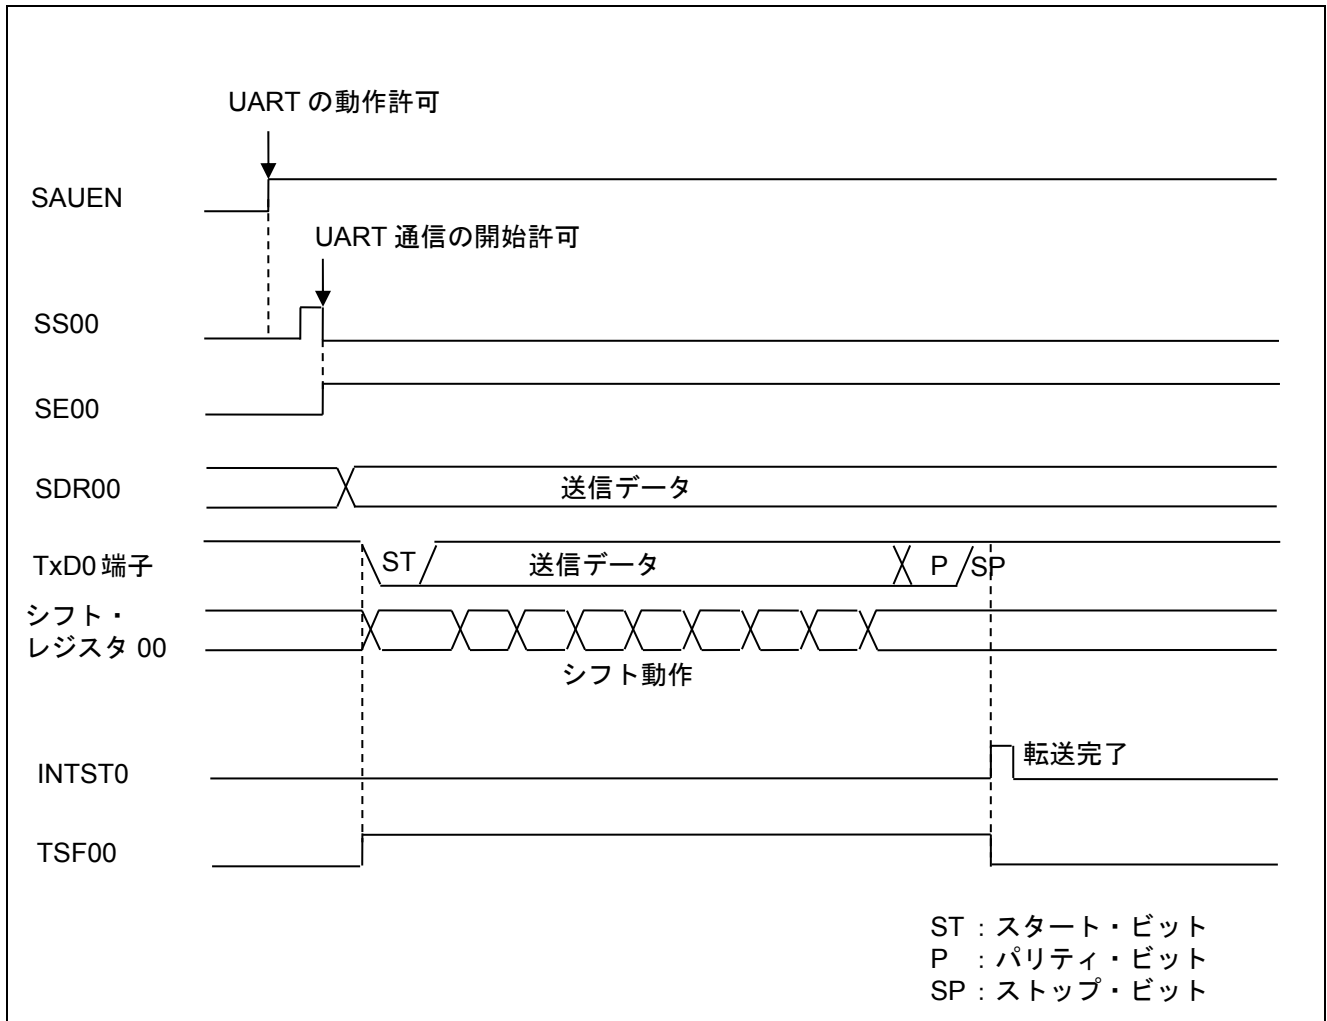 UART の動作許可
SAUEN
UART 通信の開始許可
SS00
SE00
SDR00
送信データ
TxD0 端子
ST
送信データ
P
SP
シフト・
レジスタ 00
シフト動作
INTST0
転送完了
TSF00
ST : スタート・ビット
P : パリティ・ビット
SP : ストップ・ビット